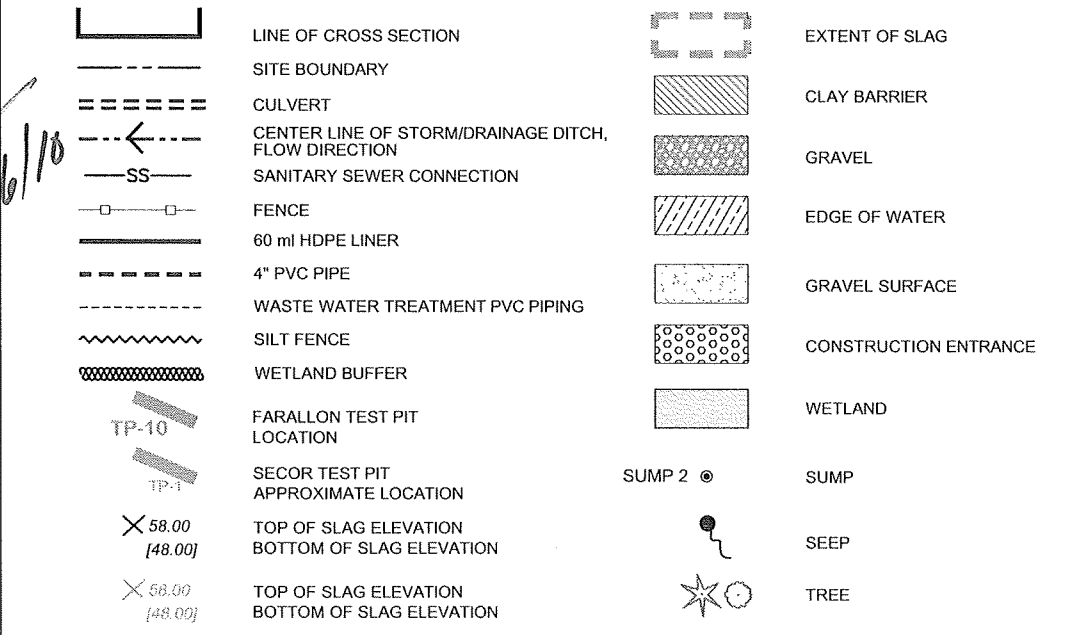 LINE OF CROSS SECTION
SITE BOUNDARY
CULVERT
CENTER LINE OF STORM/DRAINAGE DITCH,
FLOW DIRECTION
SS
SANITARY SEWER CONNECTION
FENCE
60 ml HDPE LINER
4" PVC PIPE
WASTE WATER TREATMENT PVC PIPING
SILT FENCE
WETLAND BUFFER
TP-10
FARALLON TEST PIT
LOCATION
TP-1
SECOR TEST PIT
APPROXIMATE LOCATION
58.00 TOP OF SLAG ELEVATION
[48.00] BOTTOM OF SLAG ELEVATION
58.00 TOP OF SLAG ELEVATION
[48.00] BOTTOM OF SLAG ELEVATION
EXTENT OF SLAG
CLAY BARRIER
GRAVEL
EDGE OF WATER
GRAVEL SURFACE
CONSTRUCTION ENTRANCE
WETLAND
SUMP 2 SUMP
SEEP
TREE